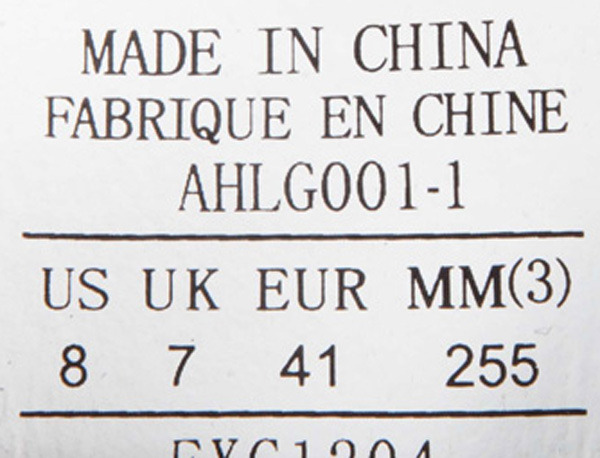 MADE IN CHINA
FABRIQUE EN CHINE
AHLG001-1
US UK EUR MM(3)
8 7 41 255